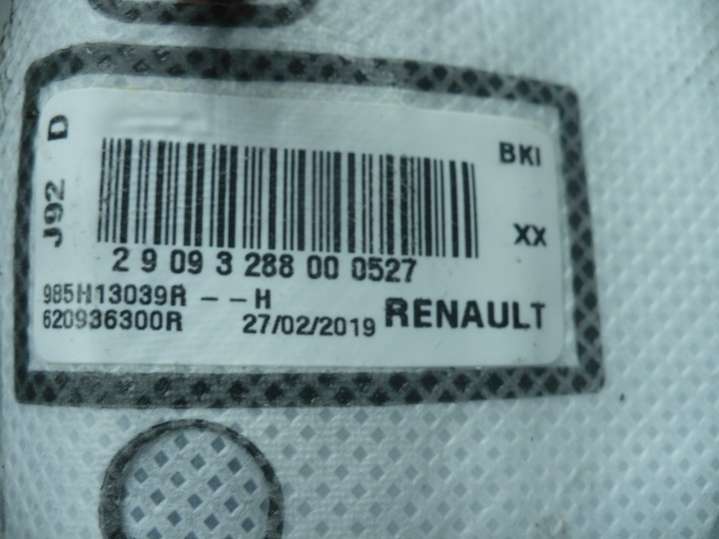 J92 D
BKI
XX
2 9 09 3 288 00 0527
985H13039R - - H
620936300R 27/02/2019 RENAULT